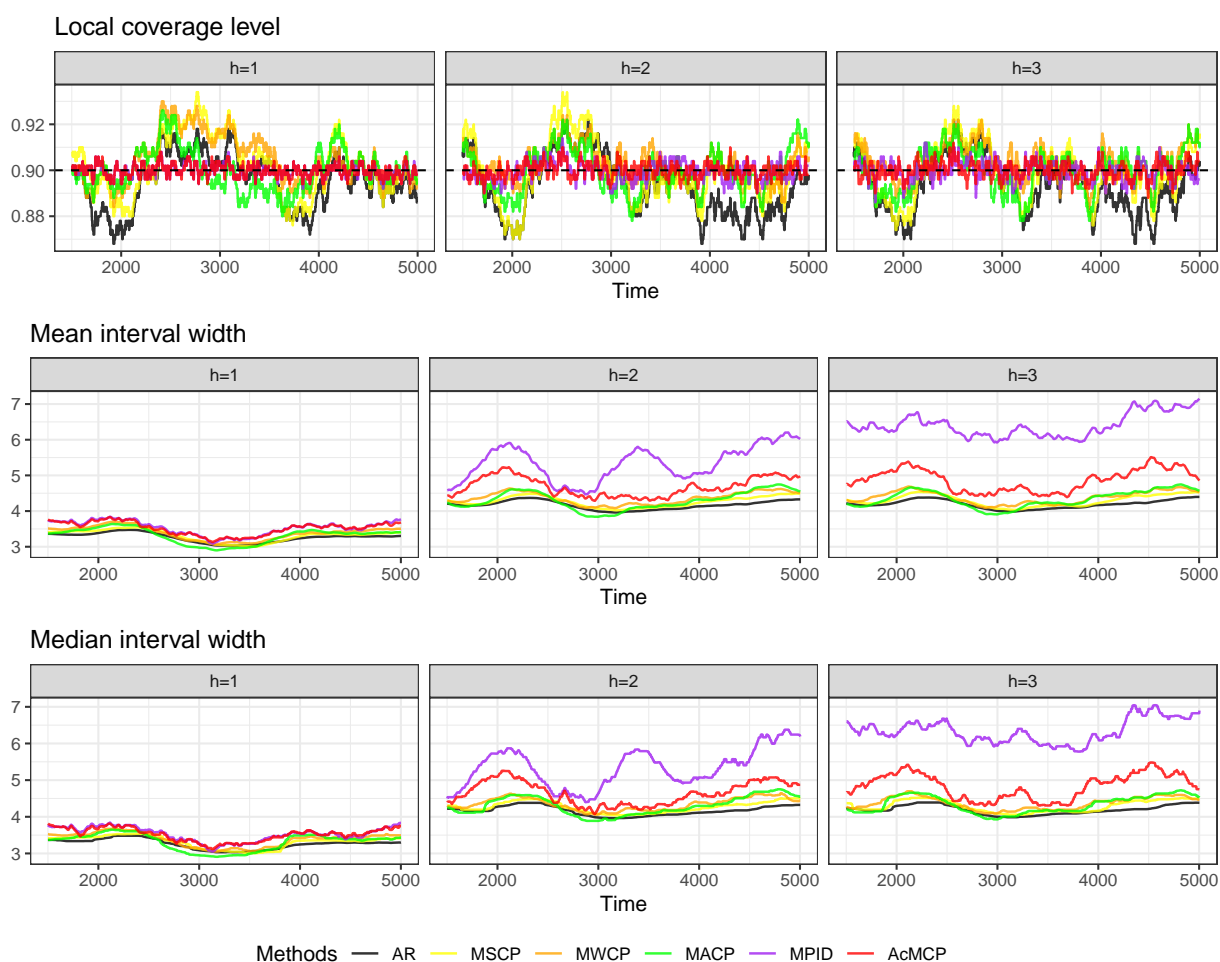 Local coverage level
h=1 h=2 h=3
0.92
0.90
0.88
2000 3000 4000 5000 2000 3000 4000 5000 2000 3000 4000 5000
Time
Mean interval width
h=1 h=2 h=3
7
6
5
4
3
2000 3000 4000 5000 2000 3000 4000 5000 2000 3000 4000 5000
Time
Median interval width
h=1 h=2 h=3
7
6
5
4
3
2000 3000 4000 5000 2000 3000 4000 5000 2000 3000 4000 5000
Time
Methods AR MSCP MWCP MACP MPID AcMCP